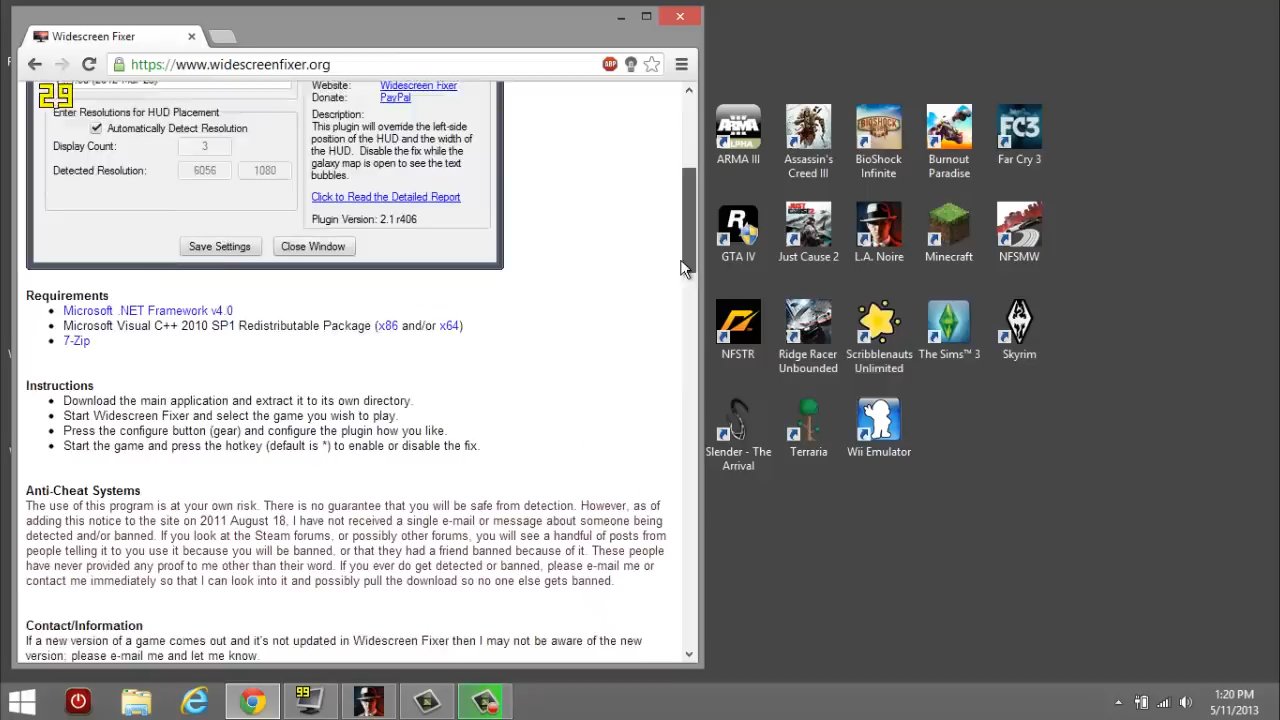 Widescreen Fixer
https://www.widescreenfixer.org
ABP
29
Website: Widescreen Fixer
Donate: PayPal
Enter Resolutions for HUD Placement
Automatically Detect Resolution
Display Count: 3
Detected Resolution: 6056 1080
Description:
This plugin will override the left-side
position of the HUD and the width of
the HUD. Disable the fix while the
galaxy map is open to see the text
bubbles.
Click to Read the Detailed Report
Plugin Version: 2.1 r406
Save Settings Close Window
Requirements
Microsoft .NET Framework v4.0
Microsoft Visual C++ 2010 SP1 Redistributable Package (x86 and/or x64)
7-Zip
Instructions
Download the main application and extract it to its own directory.
Start Widescreen Fixer and select the game you wish to play.
Press the configure button (gear) and configure the plugin how you like.
Start the game and press the hotkey (default is *) to enable or disable the fix.
Anti-Cheat Systems
The use of this program is at your own risk. There is no guarantee that you will be safe from detection. However, as of
adding this notice to the site on 2011 August 18, I have not received a single e-mail or message about someone being
detected and/or banned. If you look at the Steam forums, or possibly other forums, you will see a handful of posts from
people telling it to you use it because you will be banned, or that they had a friend banned because of it. These people
have never provided any proof to me other than their word. If you ever do get detected or banned, please e-mail me or
contact me immediately so that I can look into it and possibly pull the download so no one else gets banned.
Contact/Information
If a new version of a game comes out and it's not updated in Widescreen Fixer then I may not be aware of the new
version; please e-mail me and let me know.
ARMA III
Assassin's
Creed III
BioShock
Infinite
Burnout
Paradise
Far Cry 3
GTA IV
Just Cause 2
L.A. Noire
Minecraft
NFSMW
NFSTR
Ridge Racer
Unbounded
Scribblenauts
Unlimited
The Sims™ 3
Skyrim
Slender - The
Arrival
Terraria
Wii Emulator
99
1:20 PM
5/11/2013